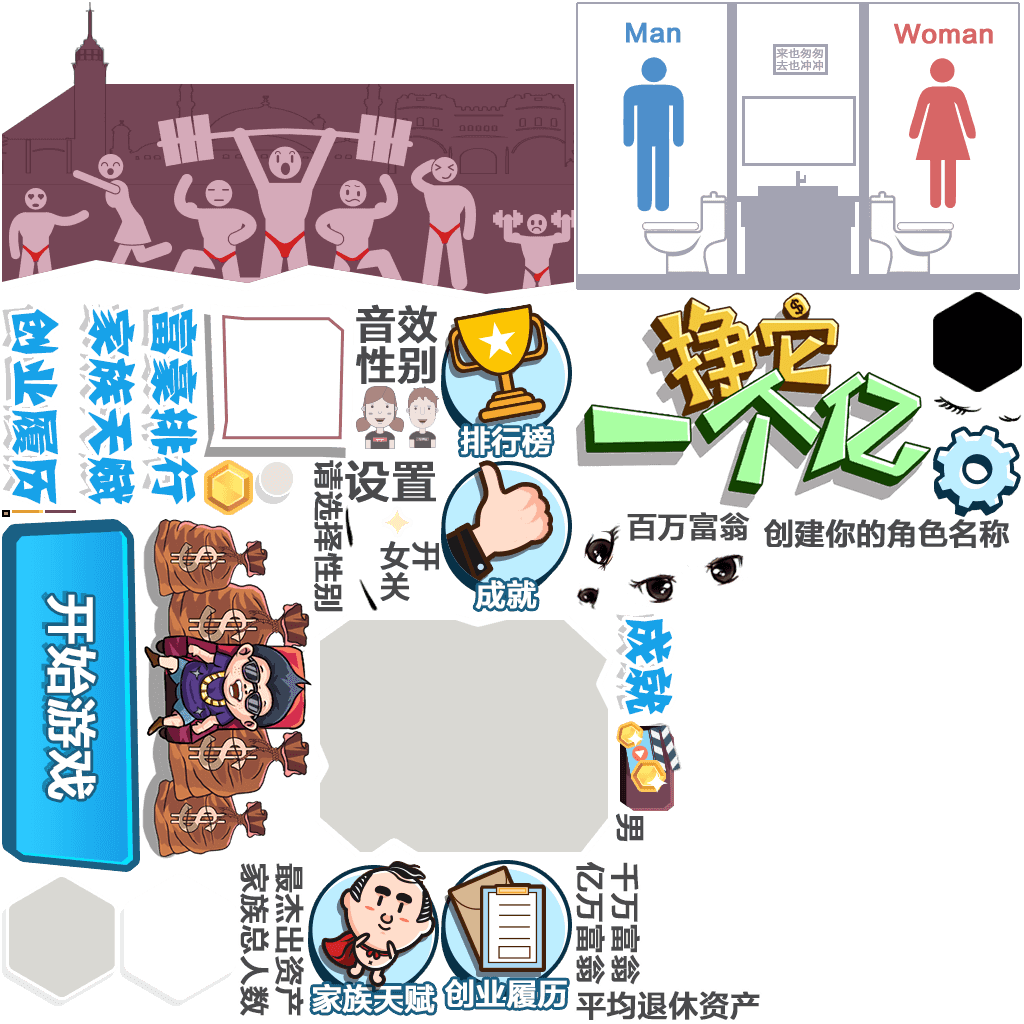 Man
来也匆匆
去也冲冲
Woman
创业履历
家族天赋
富豪排行
音效
性别
排行榜
挣它
一个亿
请选择性别
设置
女
开
关
成就
百万富翁
创建你的角色名称
开始游戏
成就
男
家族总人数
最杰出资产
家族天赋
创业履历
亿万富翁
千万富翁
平均退休资产